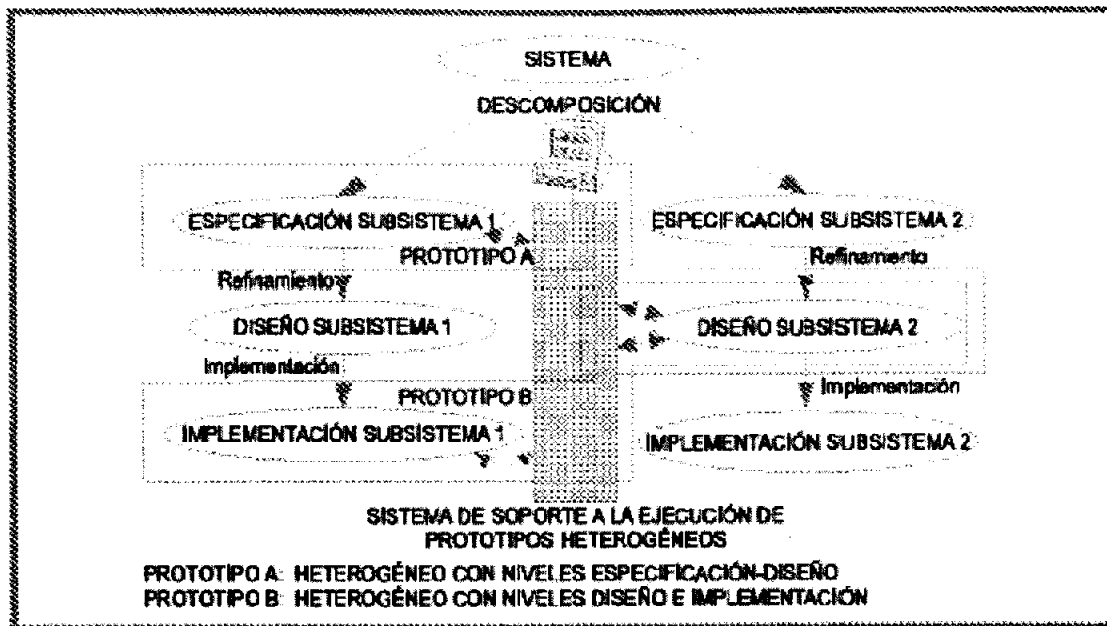 SISTEMA
DESCOMPOSICIÓN
ESPECIFICACIÓN SUBSISTEMA 1
ESPECIFICACIÓN SUBSISTEMA 2
PROTOTIPO A
Refinamiento
Refinamento
DISEÑO SUBSISTEMA 1
DISEÑO SUBSISTEMA 2
Implementación
Implementación
PROTOTIPO B
IMPLEMENTACIÓN SUBSISTEMA 1
IMPLEMENTACIÓN SUBSISTEMA 2
SISTEMA DE SOPORTE A LA EJECUCIÓN DE
PROTOTIPOS HETEROGÉNEOS
PROTOTIPO A: HETEROGÉNEO CON NIVELES ESPECIFICACIÓN-DISEÑO
PROTOTIPO B: HETEROGÉNEO CON NIVELES DISEÑO E IMPLEMENTACIÓN